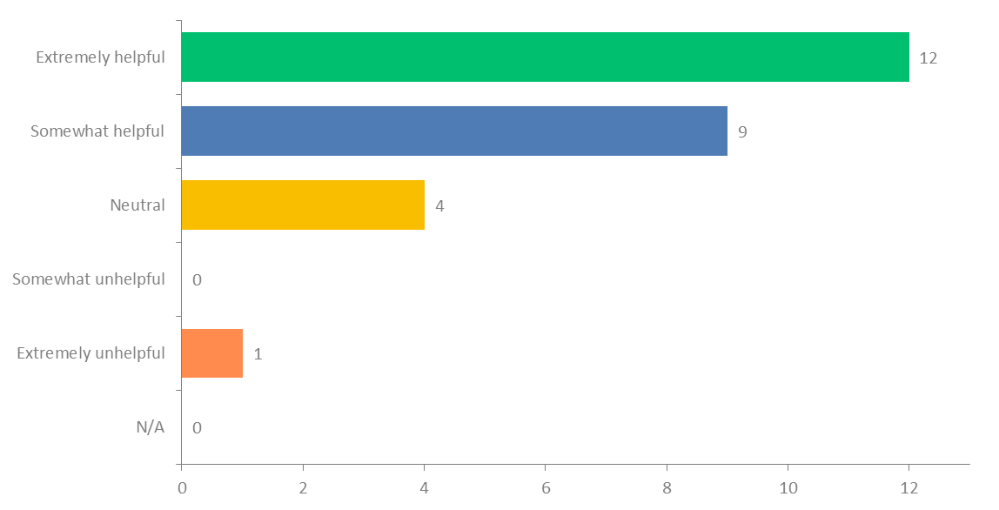 Extremely helpful 12
Somewhat helpful 9
Neutral 4
Somewhat unhelpful 0
Extremely unhelpful 1
N/A 0
0 2 4 6 8 10 12